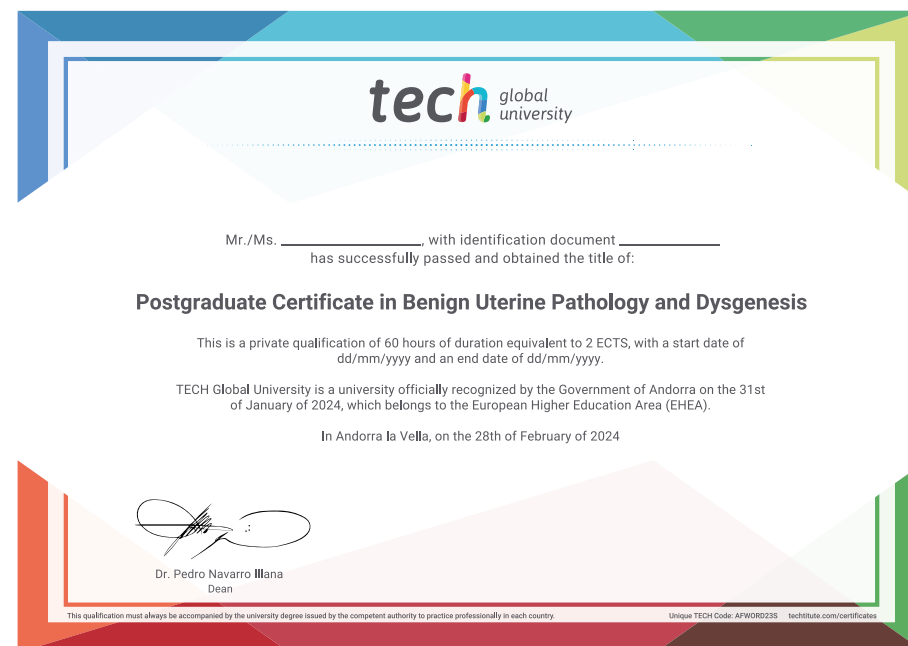 tech global
university
Mr./Ms. ____________________, with identification document ______________
has successfully passed and obtained the title of:
Postgraduate Certificate in Benign Uterine Pathology and Dysgenesis
This is a private qualification of 60 hours of duration equivalent to 2 ECTS, with a start date of
dd/mm/yyyy and an end date of dd/mm/yyyy.
TECH Global University is a university officially recognized by the Government of Andorra on the 31st
of January of 2024, which belongs to the European Higher Education Area (EHEA).
In Andorra la Vella, on the 28th of February of 2024
Dr. Pedro Navarro Illana
Dean
This qualification must always be accompanied by the university degree issued by the competent authority to practice professionally in each country. Unique TECH Code: AFWORD23S techtitute.com/certificates